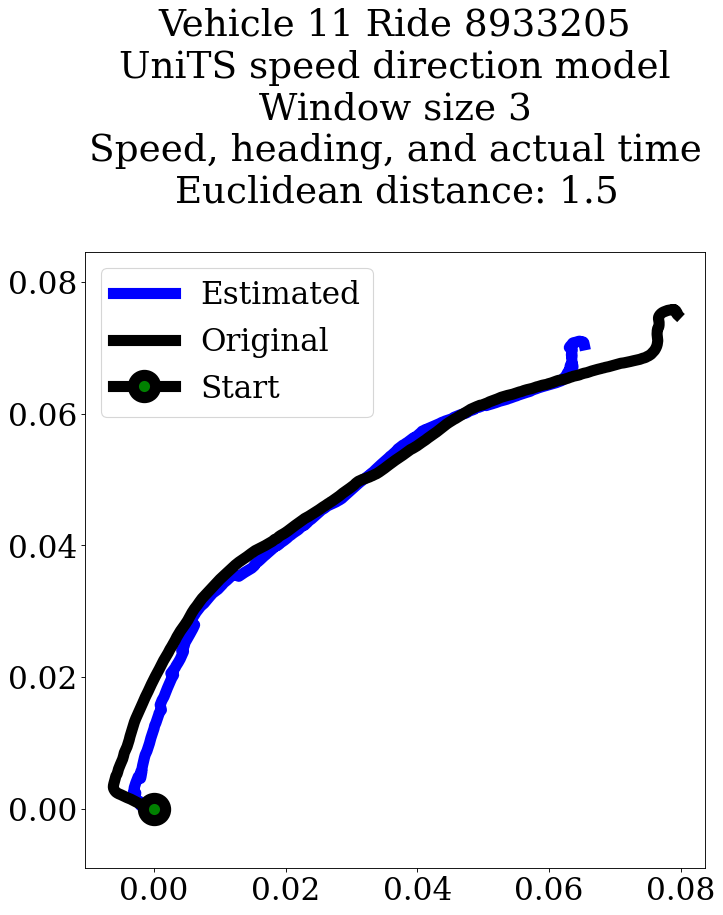 Vehicle 11 Ride 8933205
UniTS speed direction model
Window size 3
Speed, heading, and actual time
Euclidean distance: 1.5
Estimated
Original
Start
0.08
0.06
0.04
0.02
0.00
0.00 0.02 0.04 0.06 0.08